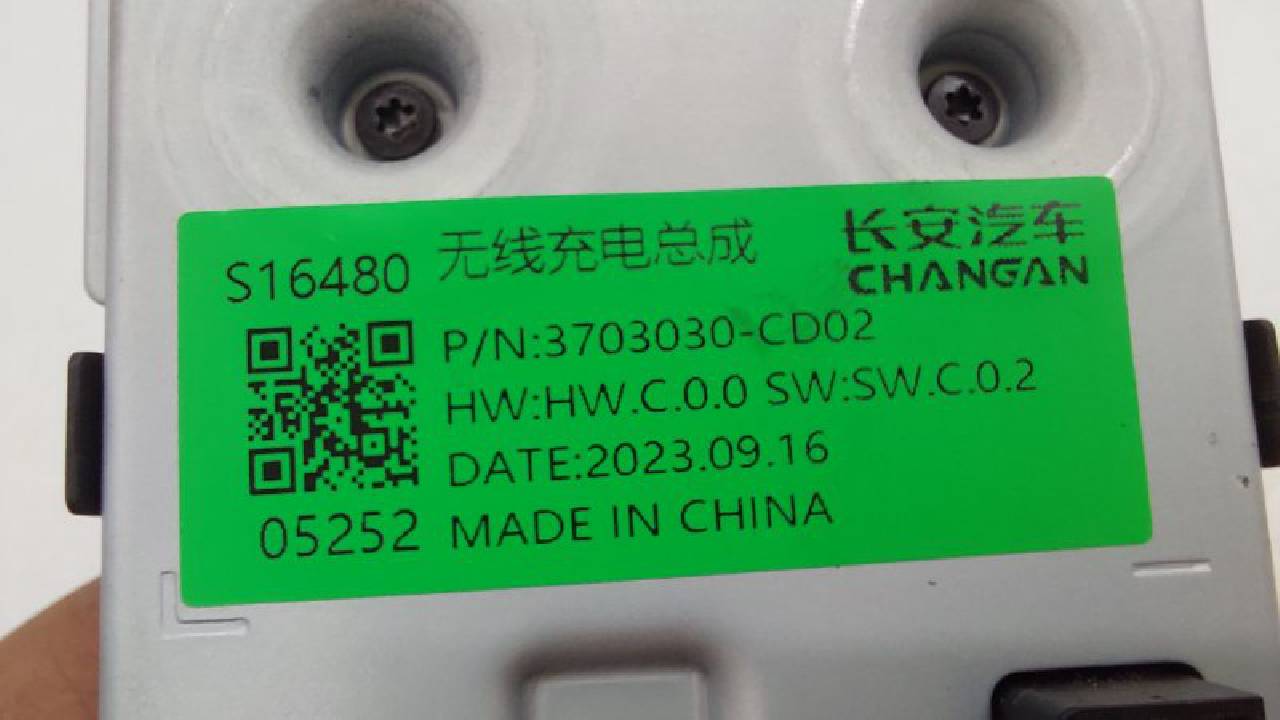 S16480 无线充电总成 长安汽车
CHANGAN
P/N:3703030-CD02
HW:HW.C.0.0 SW:SW.C.0.2
DATE:2023.09.16
05252 MADE IN CHINA